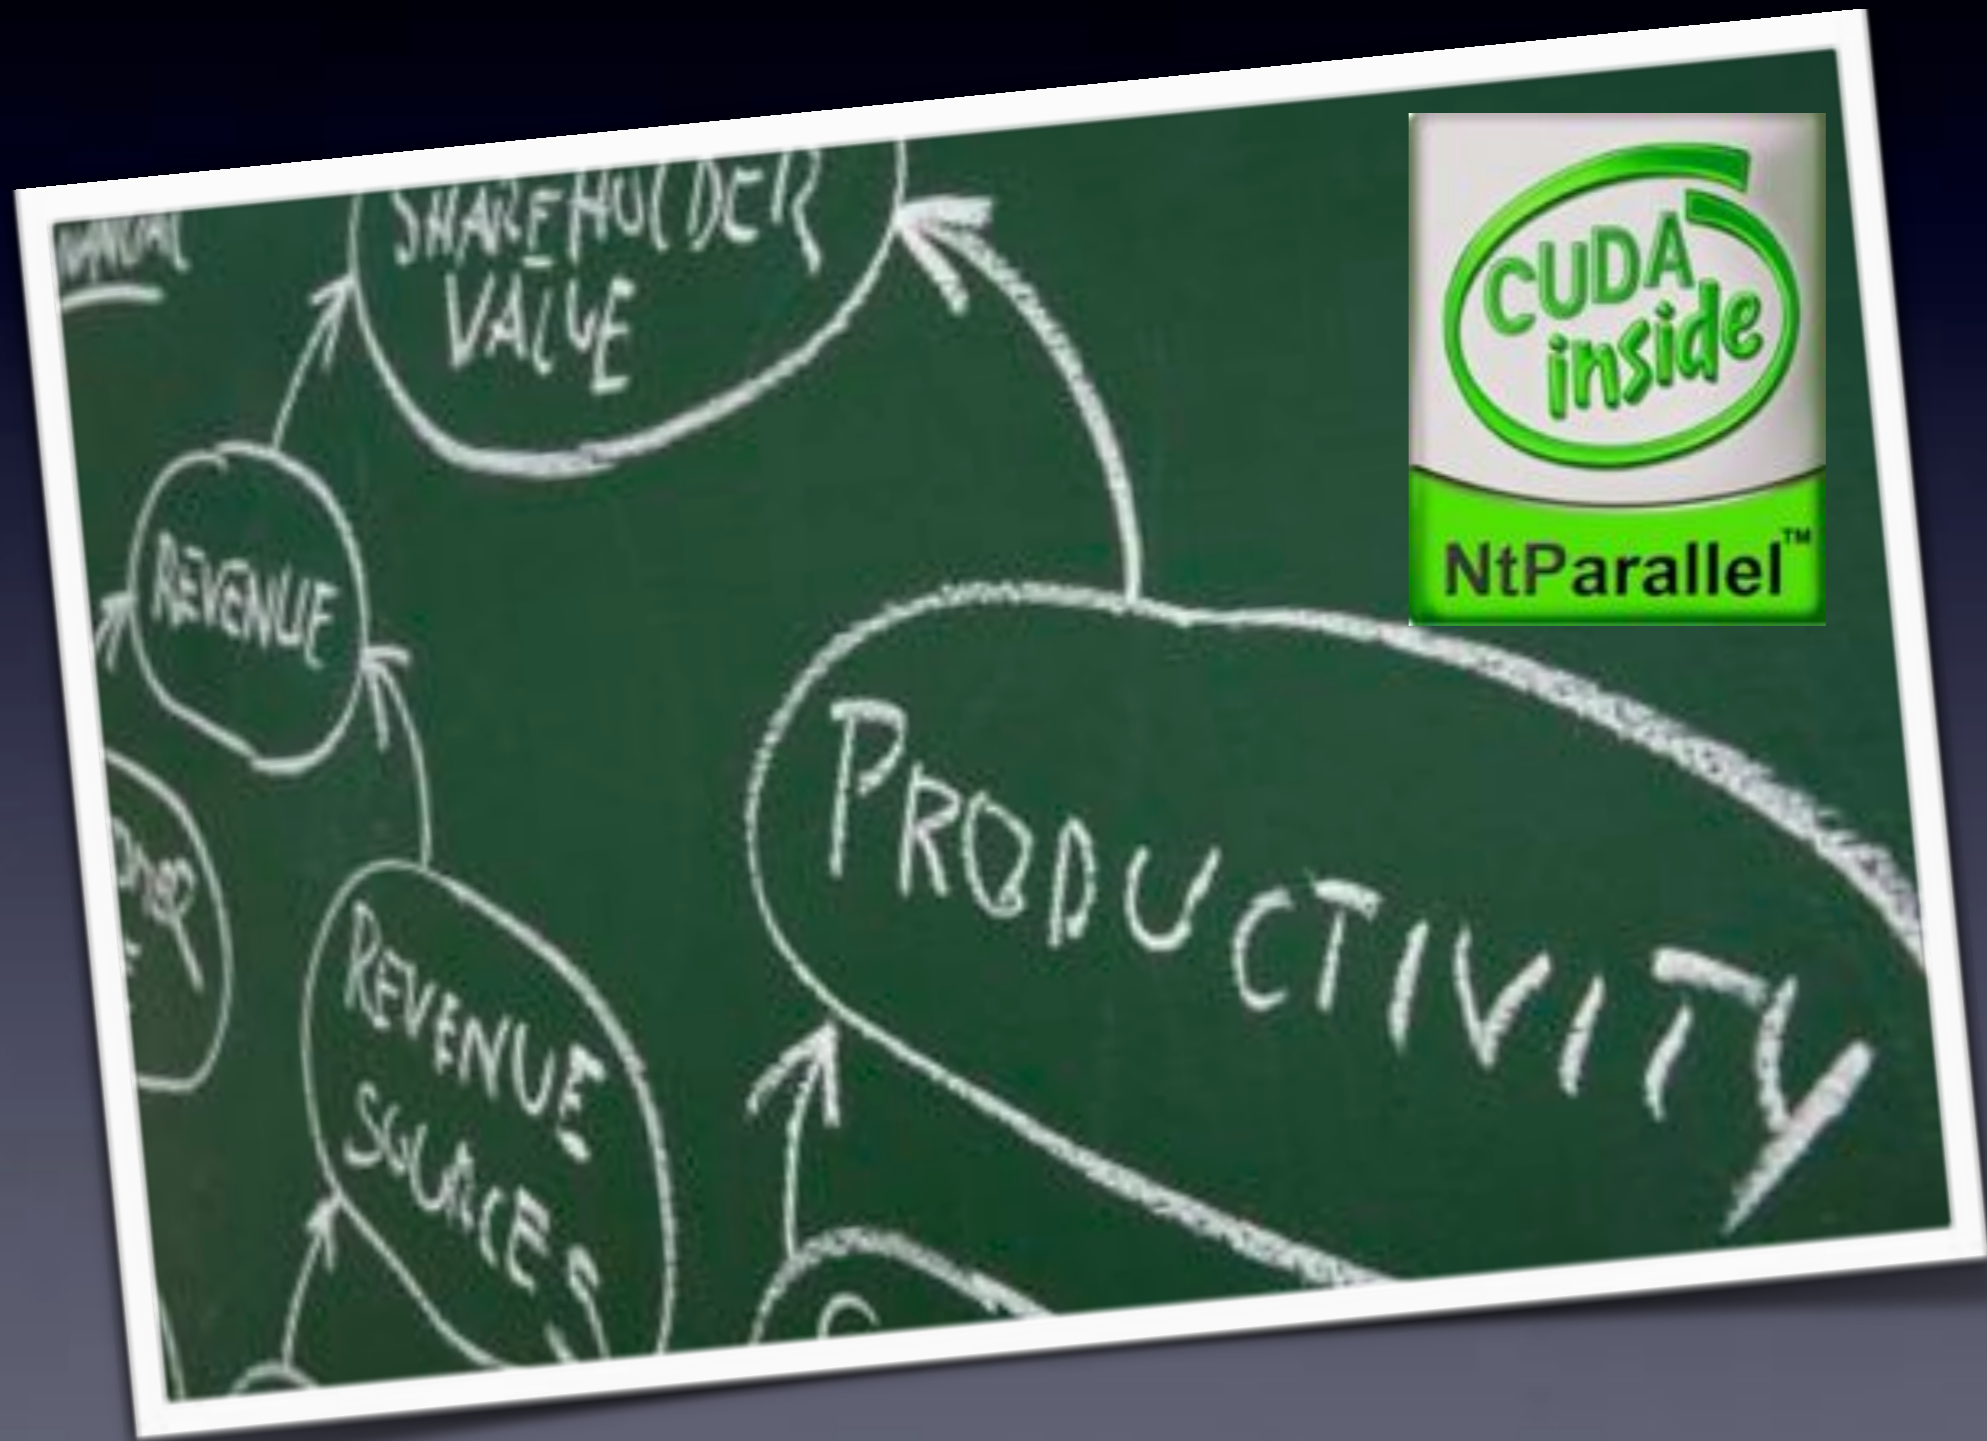 SHAREHOLDER
VALUE
CUDA
inside
NtParallel™
REVENUE
PRODUCTIVITY
REVENUE
SOURCES